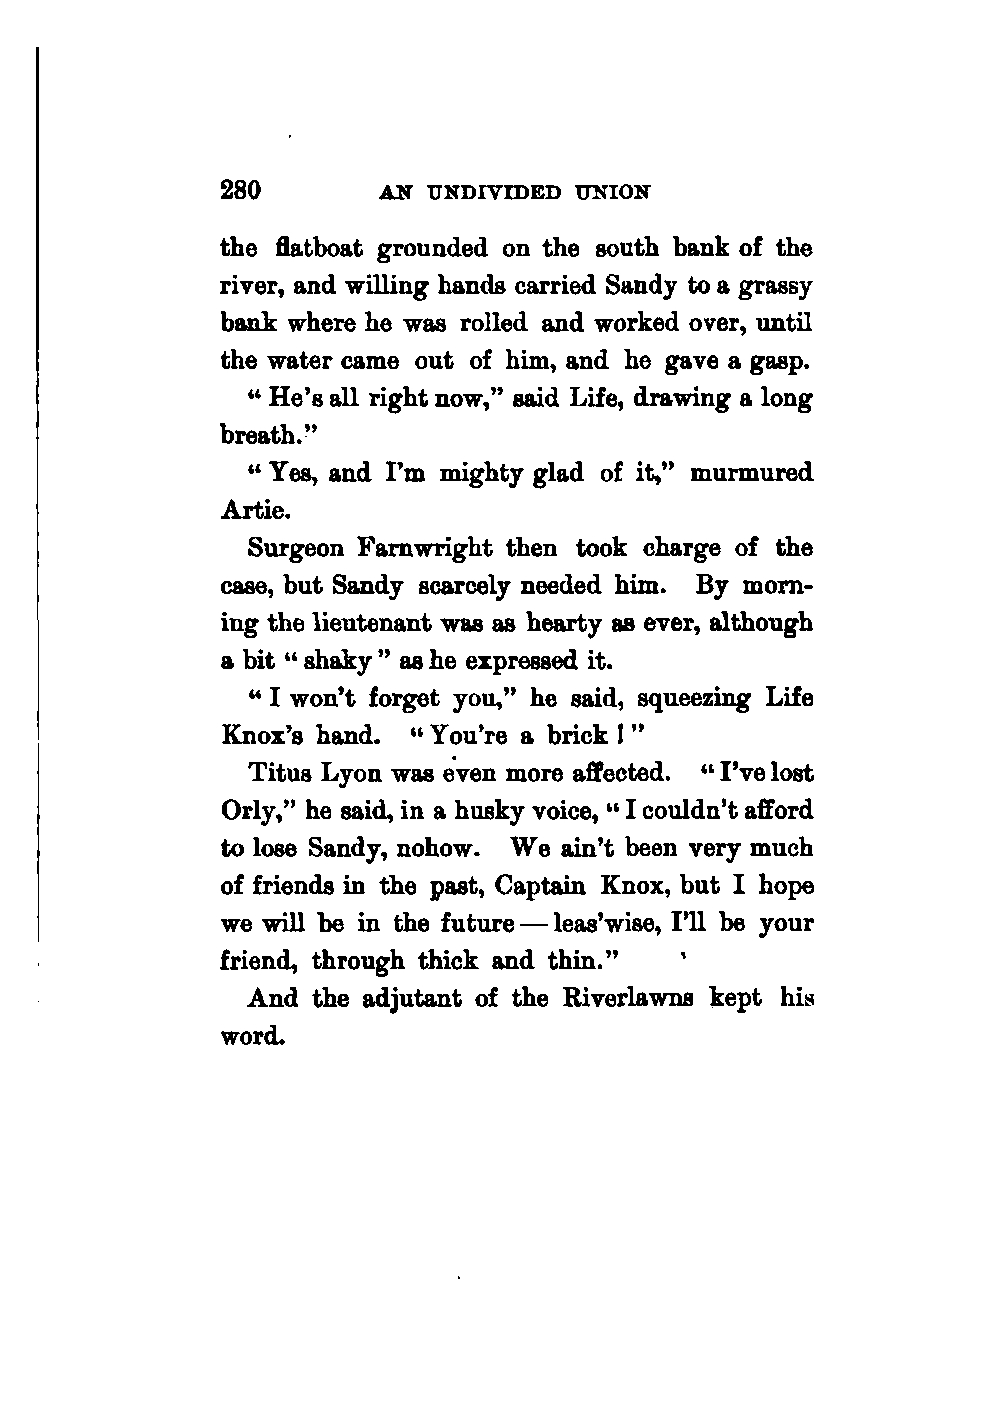 280 AN UNDIVIDED UNION
the flatboat grounded on the south bank of the
river, and willing hands carried Sandy to a grassy
bank where he was rolled and worked over, until
the water came out of him, and he gave a gasp.
“ He’s all right now,” said Life, drawing a long
breath.”
“ Yes, and I’m mighty glad of it,” murmured
Artie.
Surgeon Farnwright then took charge of the
case, but Sandy scarcely needed him. By morn-
ing the lieutenant was as hearty as ever, although
a bit “ shaky ” as he expressed it.
“ I won’t forget you,” he said, squeezing Life
Knox’s hand. “ You’re a brick ! ”
Titus Lyon was even more affected. “ I’ve lost
Orly,” he said, in a husky voice, “ I couldn’t afford
to lose Sandy, nohow. We ain’t been very much
of friends in the past, Captain Knox, but I hope
we will be in the future — leas’wise, I’ll be your
friend, through thick and thin.”
And the adjutant of the Riverlawns kept his
word.